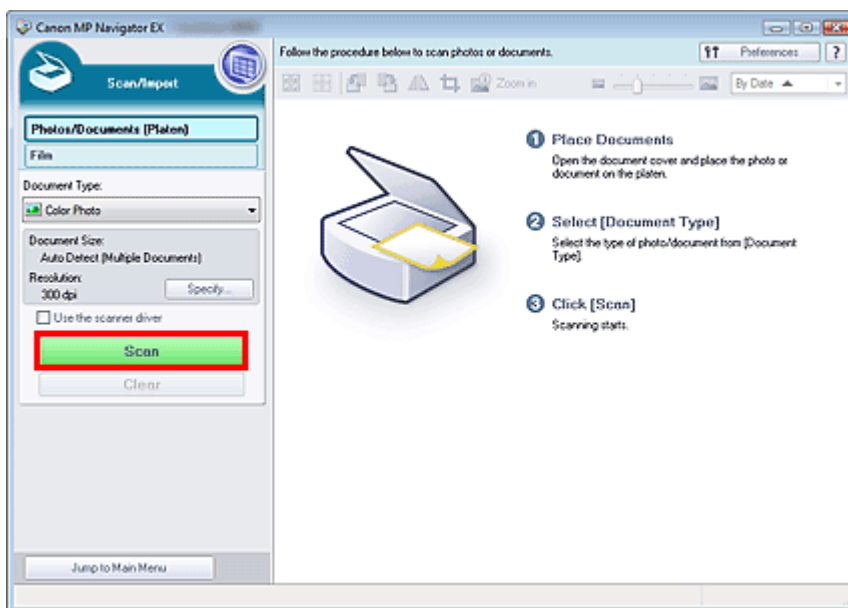 Canon MP Navigator EX
Scan/Import
Photos/Documents (Platen)
Film
Document Type:
Color Photo
Document Size:
Auto Detect (Multiple Documents)
Resolution:
300 dpi
Specify...
Use the scanner driver
Scan
Clear
Jump to Main Menu
Follow the procedure below to scan photos or documents.
Preferences
?
Zoom in
By Date
1 Place Documents
Open the document cover and place the photo or
document on the platen.
2 Select [Document Type]
Select the type of photo/document from [Document
Type].
3 Click [Scan]
Scanning starts.